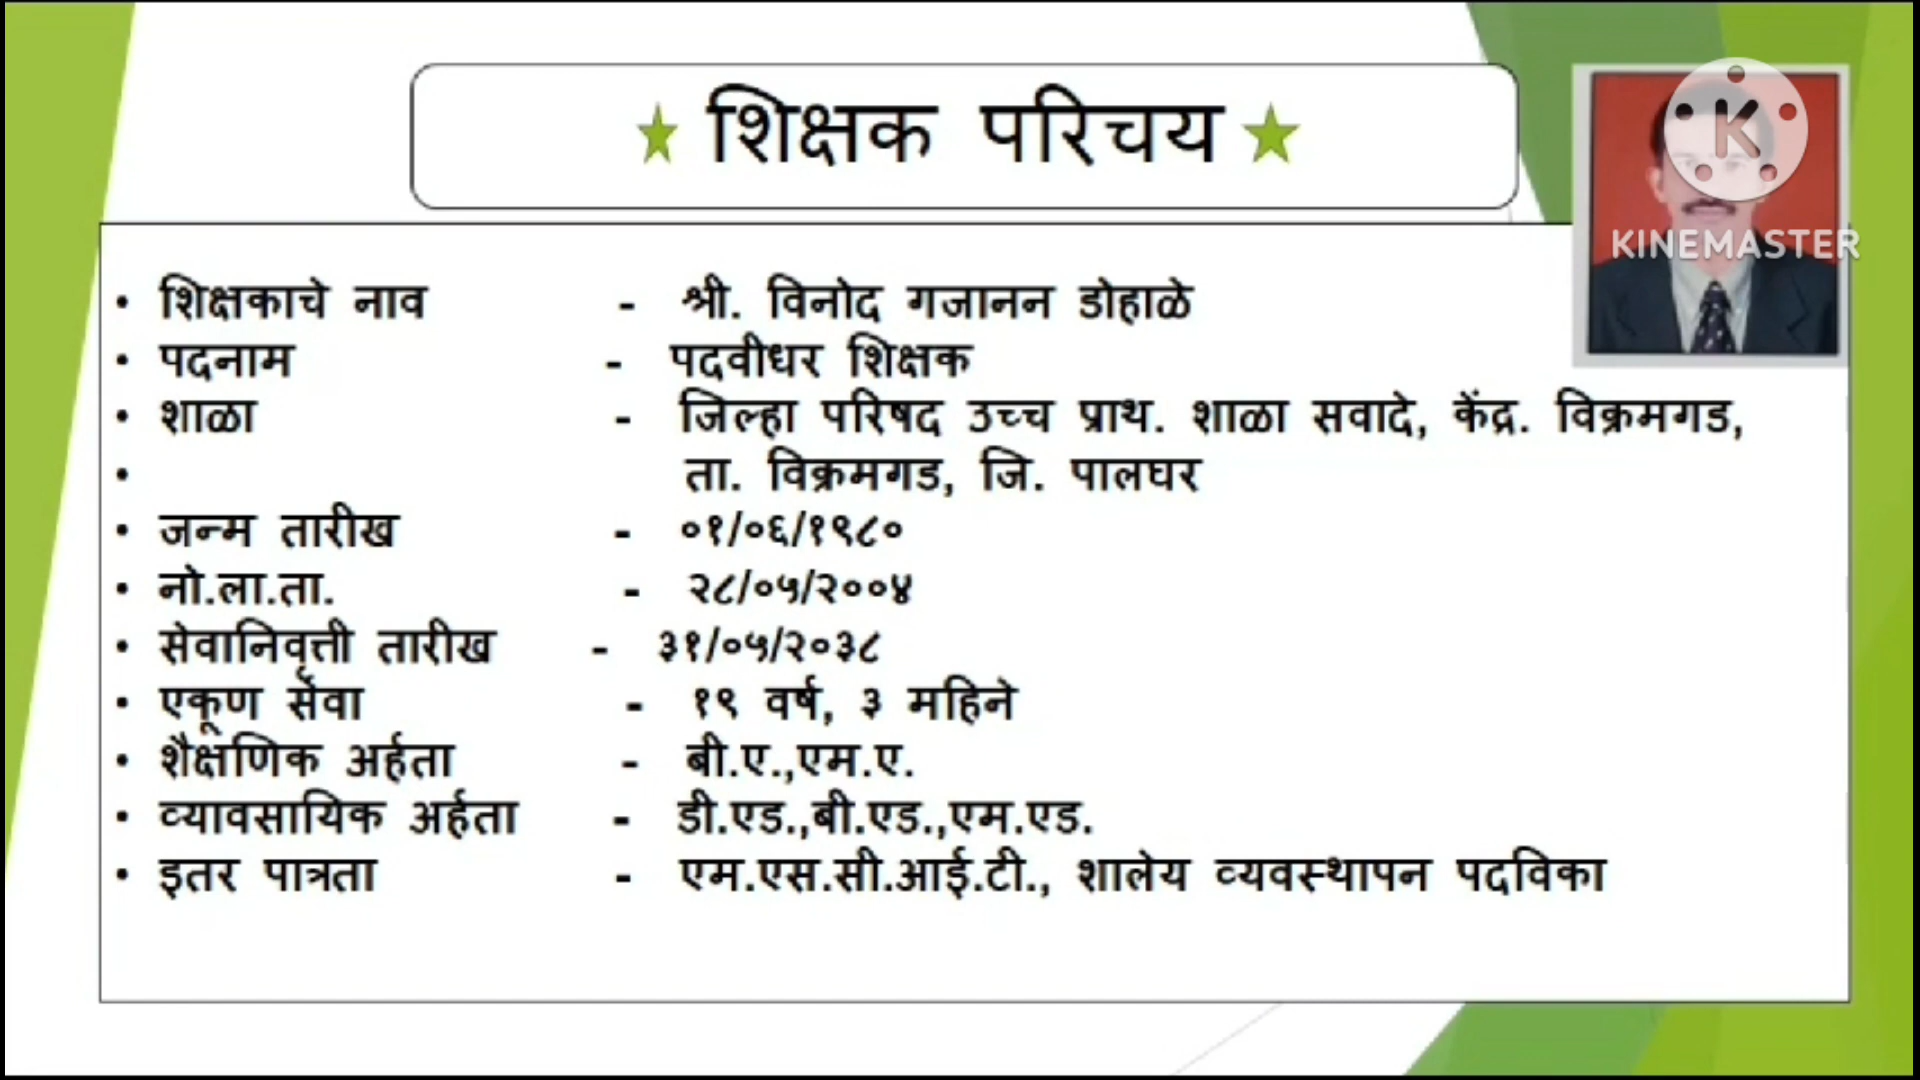 शिक्षक परिचय
KINEMASTER
• शिक्षकाचे नाव - श्री. विनोद गजानन डोहाळे
• पदनाम - पदवीधर शिक्षक
• शाळा - जिल्हा परिषद उच्च प्राथ. शाळा सवादे, केंद्र. विक्रमगड,
• ता. विक्रमगड, जि. पालघर
• जन्म तारीख - ०१/०६/१९८०
• नो.ला.ता. - २८/०५/२००४
• सेवानिवृत्ती तारीख - ३१/०५/२०३८
• एकूण सेवा - १९ वर्ष, ३ महिने
• शैक्षणिक अर्हता - बी.ए.,एम.ए.
• व्यावसायिक अर्हता - डी.एड.,बी.एड.,एम.एड.
• इतर पात्रता - एम.एस.सी.आई.टी., शालेय व्यवस्थापन पदविका